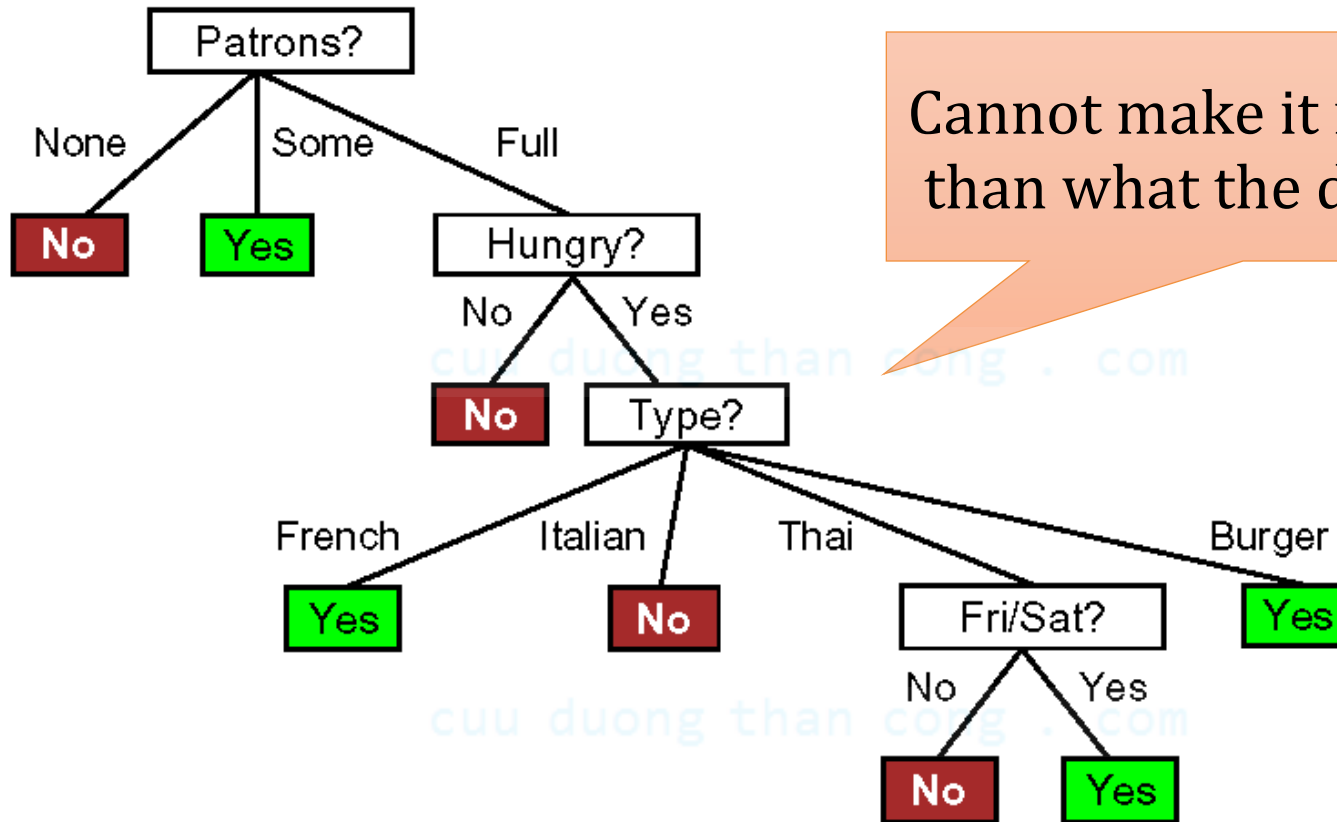 Patrons?
Cannot make it
than what the
None Some Full
No Yes Hungry?
No Yes
cuu duong than cong . com
No Type?
French Italian Thai Burger
Yes No Fri/Sat? Yes
No Yes
cuu duong than cong . com
No Yes